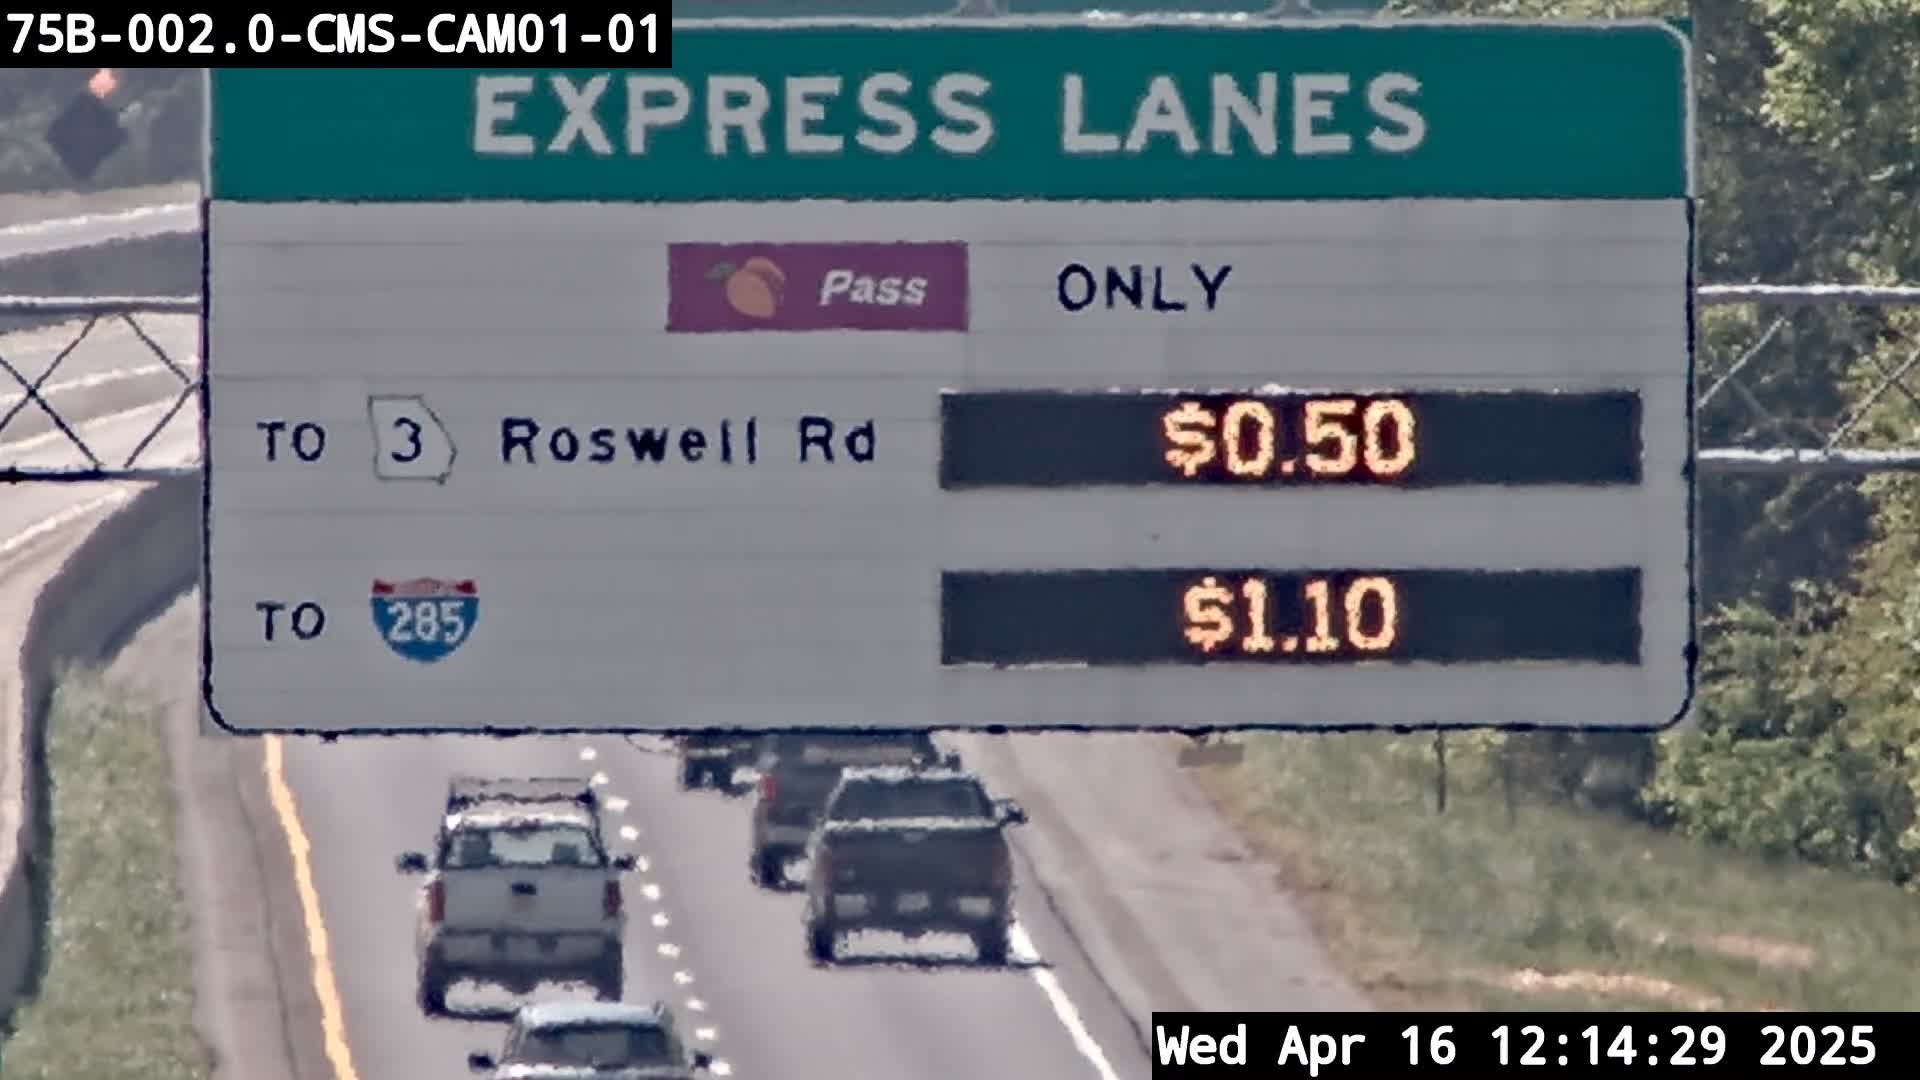 75B-002.0-CMS-CAM01-01
EXPRESS LANES
Pass ONLY
TO 3 Roswell Rd $0.50
TO 285 $1.10
Wed Apr 16 12:14:29 2025